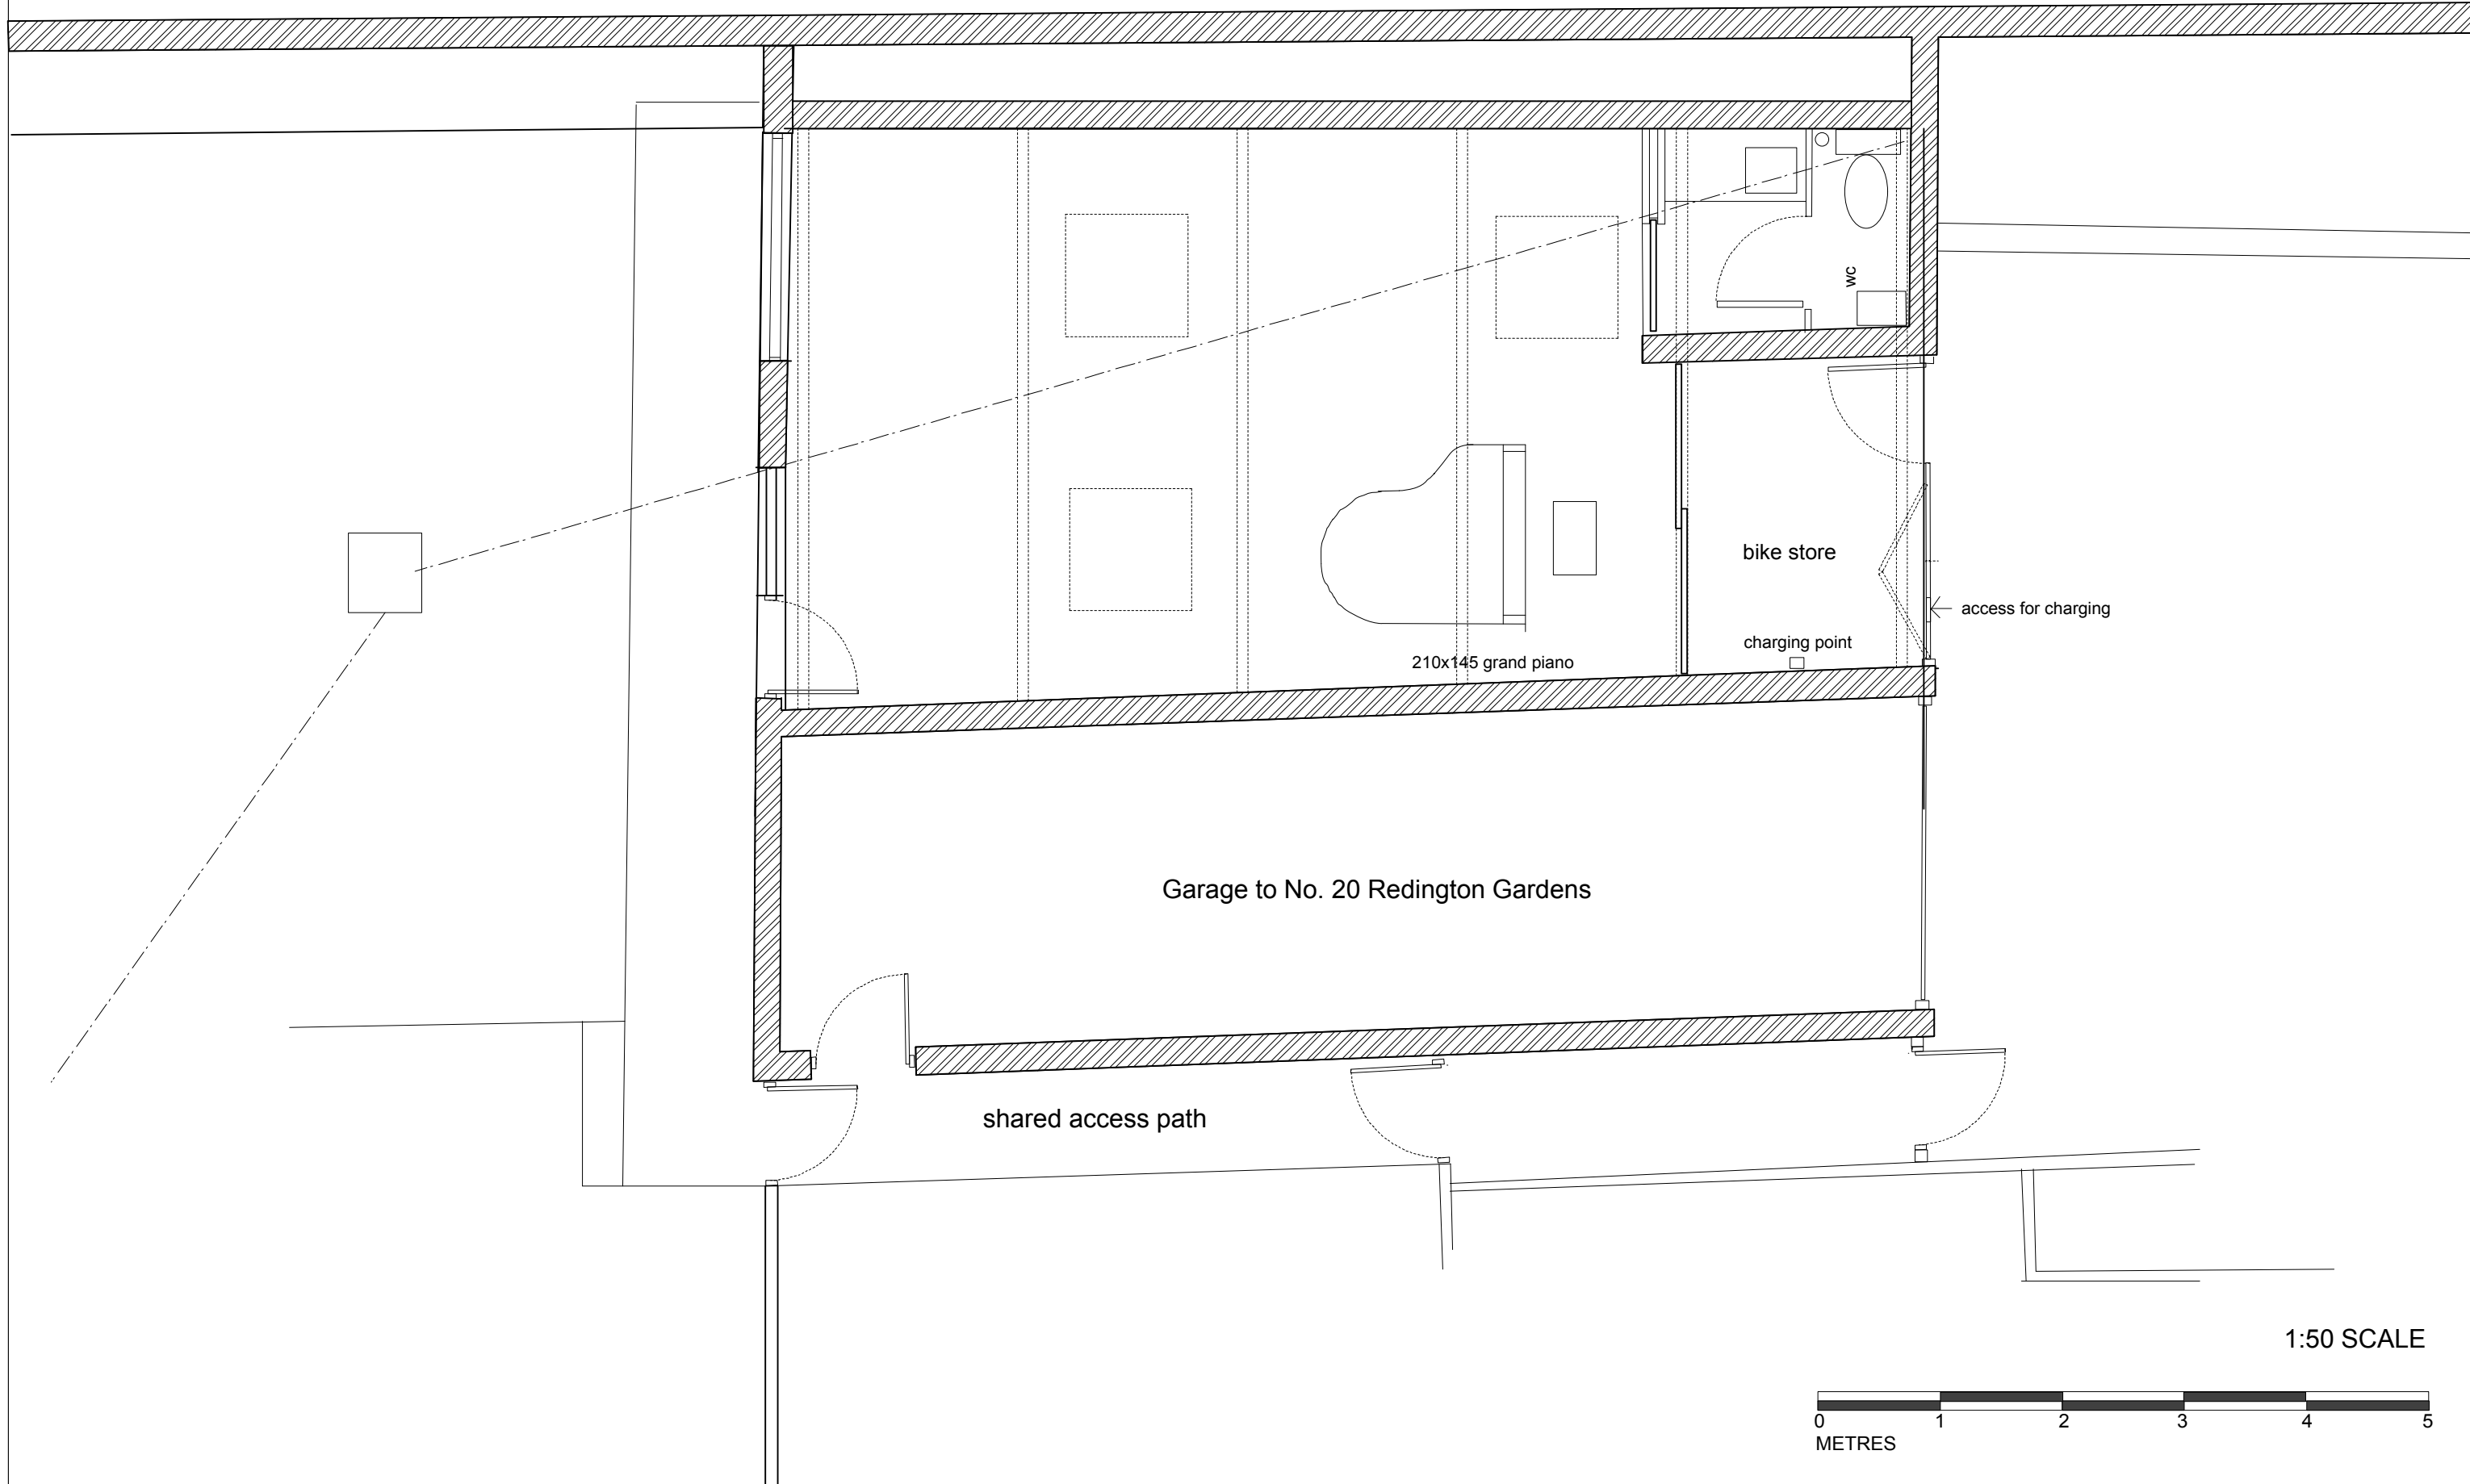 wc
bike store
access for charging
charging point
210x145 grand piano
Garage to No. 20 Redington Gardens
shared access path
1:50 SCALE
0 1 2 3 4 5
METRES